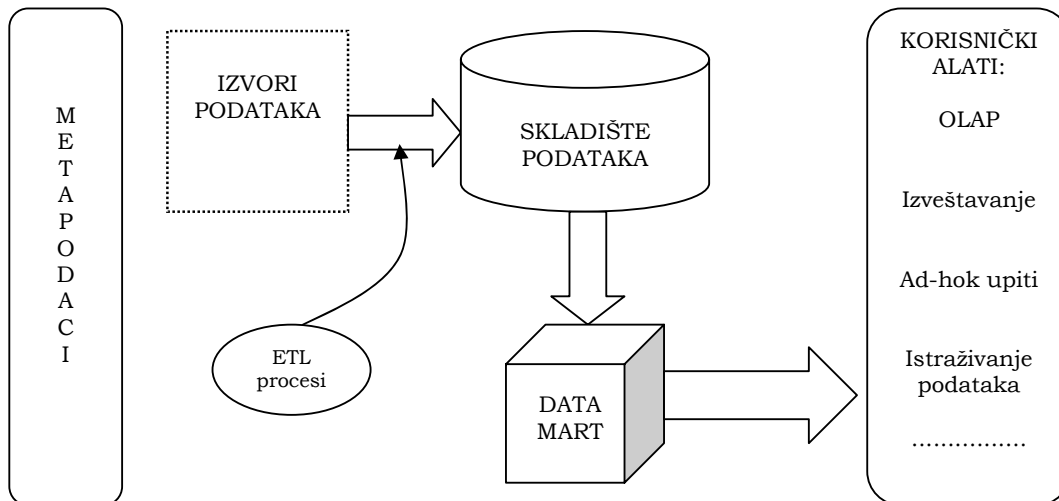 M
E
T
A
P
O
D
A
C
I
IZVORI
PODATAKA
SKLADIŠTE
PODATAKA
ETL
procesi
DATA
MART
KORISNIČKI
ALATI:
OLAP
Izveštavanje
Ad-hok upiti
Istraživanje
podataka
................